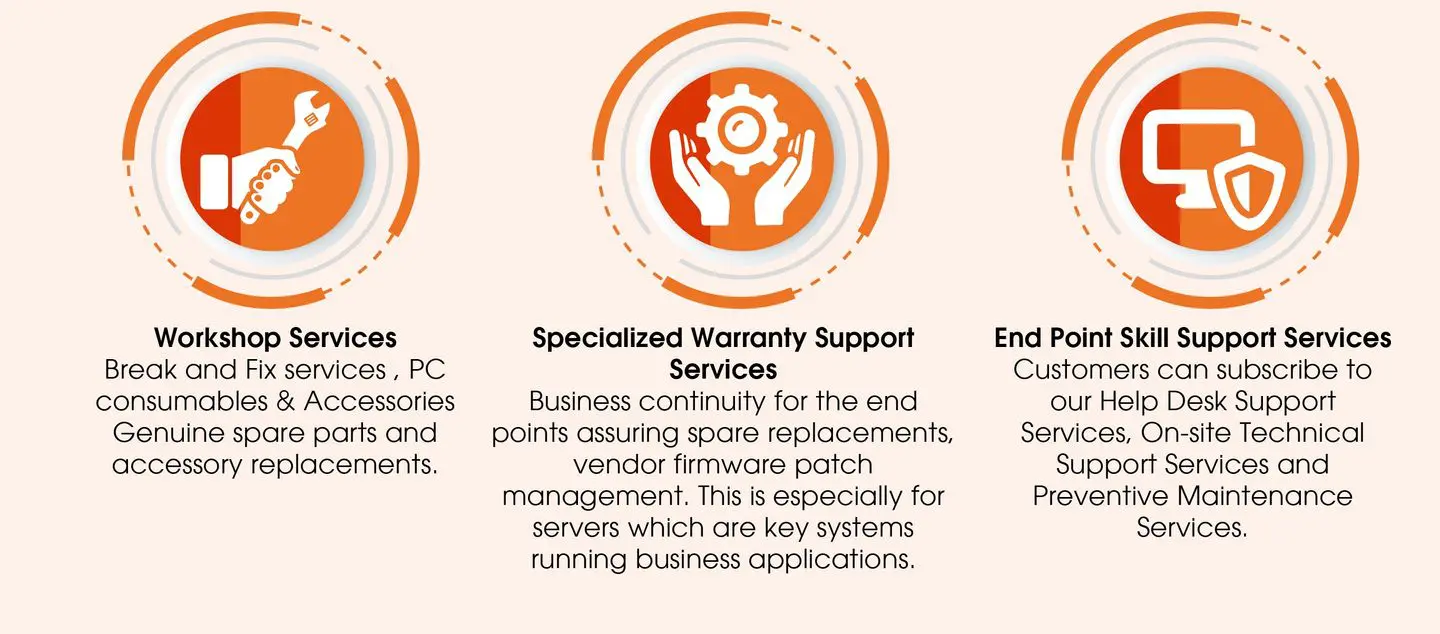 Workshop Services
Break and Fix services , PC
consumables & Accessories
Genuine spare parts and
accessory replacements.
Specialized Warranty Support
Services
Business continuity for the end
points assuring spare replacements,
vendor firmware patch
management. This is especially for
servers which are key systems
running business applications.
End Point Skill Support Services
Customers can subscribe to
our Help Desk Support
Services, On-site Technical
Support Services and
Preventive Maintenance
Services.